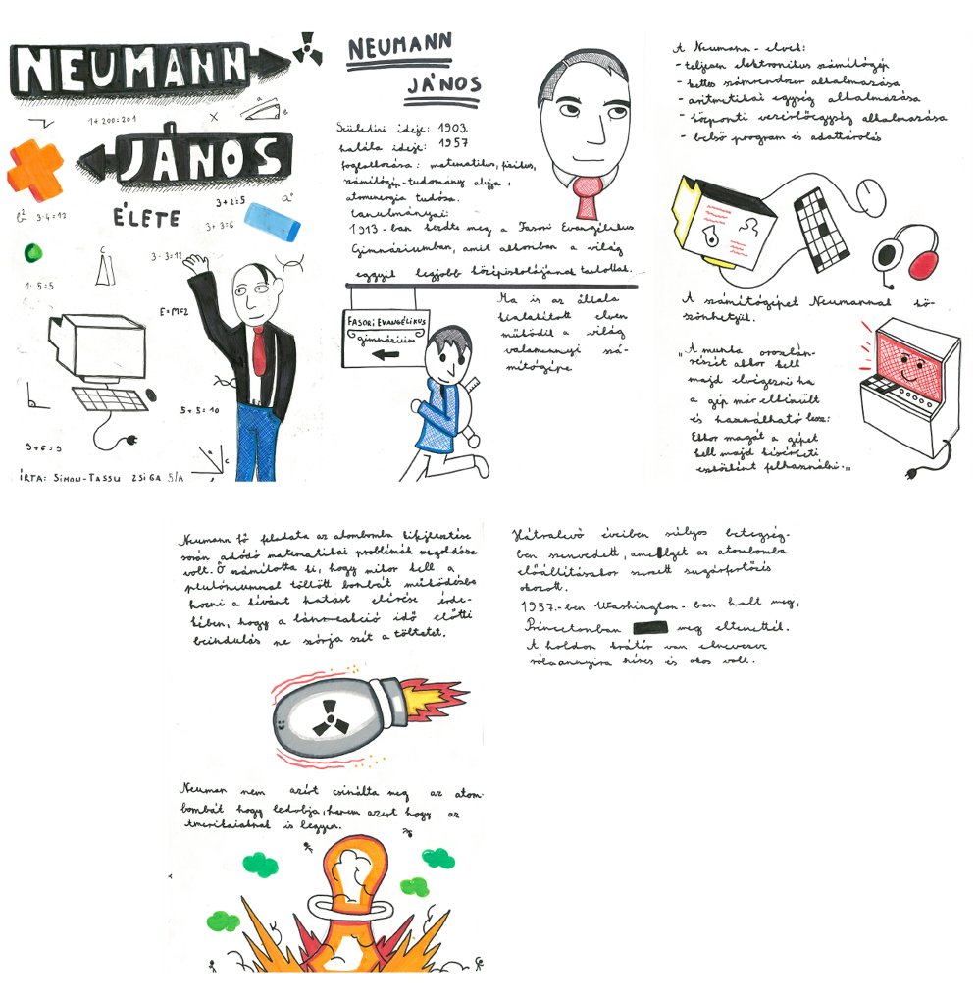 NEUMANN
1+200=201
X
a
JÁNOS
b² 3·4=12
ÉLETE
3+2=5
a²
3+3=6
c
3·3=12
1·5=5
E=Mc2
5+5=10
3+6=9
a
c
ÍRTA: SIMON-TASSU ZSIGA 5/A
NEUMANN
JÁNOS
Születési ideje: 1903.
halála ideje: 1957
foglalkozása: matematikus, fizikus,
számítógép-tudomány atyja,
atomenergia tudósa.
tanulmányai:
1913-ban kezdte meg a Fasori Evangélikus
Gimnáziumban, amit akkoriban a világ
egyik legjobb középiskolájának tartottak.
Ma is az általa
kialakított elven
működik a világ
valamennyi szá-
mítógépe.
FASORI EVANGÉLIKUS
gimnázium
A Neumann-elvek:
- teljesen elektronikus számítógép
- kettes számrendszer alkalmazása
- aritmetikai egység alkalmazása
- központi vezérlőegység alkalmazása
- belső program és adattárolás
A számítógépet Neumannak kö-
szönhetjük.
„A munka oroszlán-
részét akkor kell
majd elvégezni ha
a gép már elkészült
és használható lesz:
Ekkor magát a gépet
kell majd kísérleti
eszközként felhasználni.„
Neumann fő feladata az atombomba kifejlesztése
során adódó matematikai problémák megoldása
volt. Ő számította ki, hogy mikor kell a
plutóniummal töltött bombát működésbe
hozni a kívánt hatást elérése érde-
kében, hogy a láncreakció idő előtti
beindulás ne szórja szét a töltetet.
Neuman nem azért csinálta meg az atom-
bombát hogy ledobja, hanem azért hogy az
Amerikaiaknak is legyen.
Hátralevő éveiben súlyos betegség-
ben szenvedett, amelyet az atombomba
előállításakor szerzett sugárfertőzés
okozott.
1957.-ben Washington-ban halt meg,
Princetonban meg eltemették.
A holdon kráter van elnevezve
róla annyira híres és okos volt.